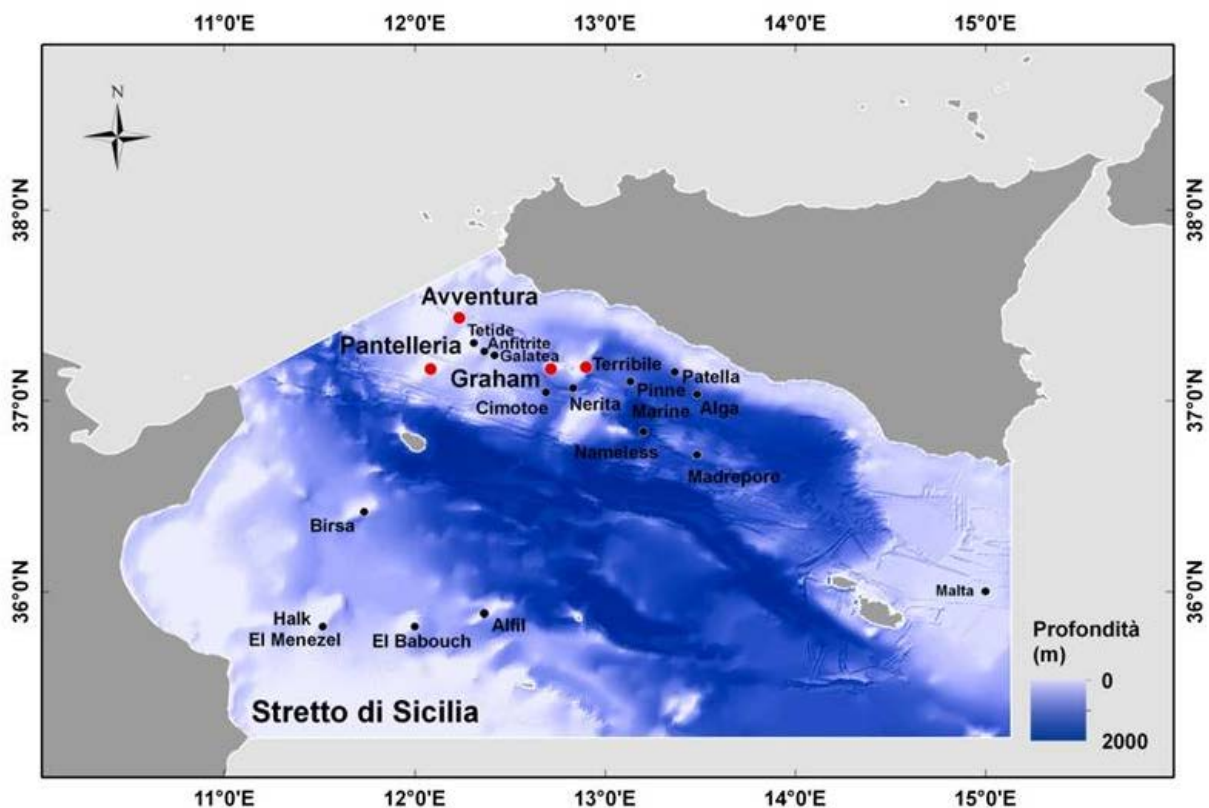 11°0'E 12°0'E 13°0'E 14°0'E 15°0'E
N
38°0'N 38°0'N
Avventura
Tetide
Pantelleria Anfitrite
Galatea
Terribile
Graham Patella
Pinne
Cimotoe Nerita Marine Alga
37°0'N 37°0'N
Nameless
Madrepore
Birsa
36°0'N 36°0'N
Malta
Halk
El Menezel El Babouch Alfil
Profondità
(m)
0
Stretto di Sicilia
2000
11°0'E 12°0'E 13°0'E 14°0'E 15°0'E